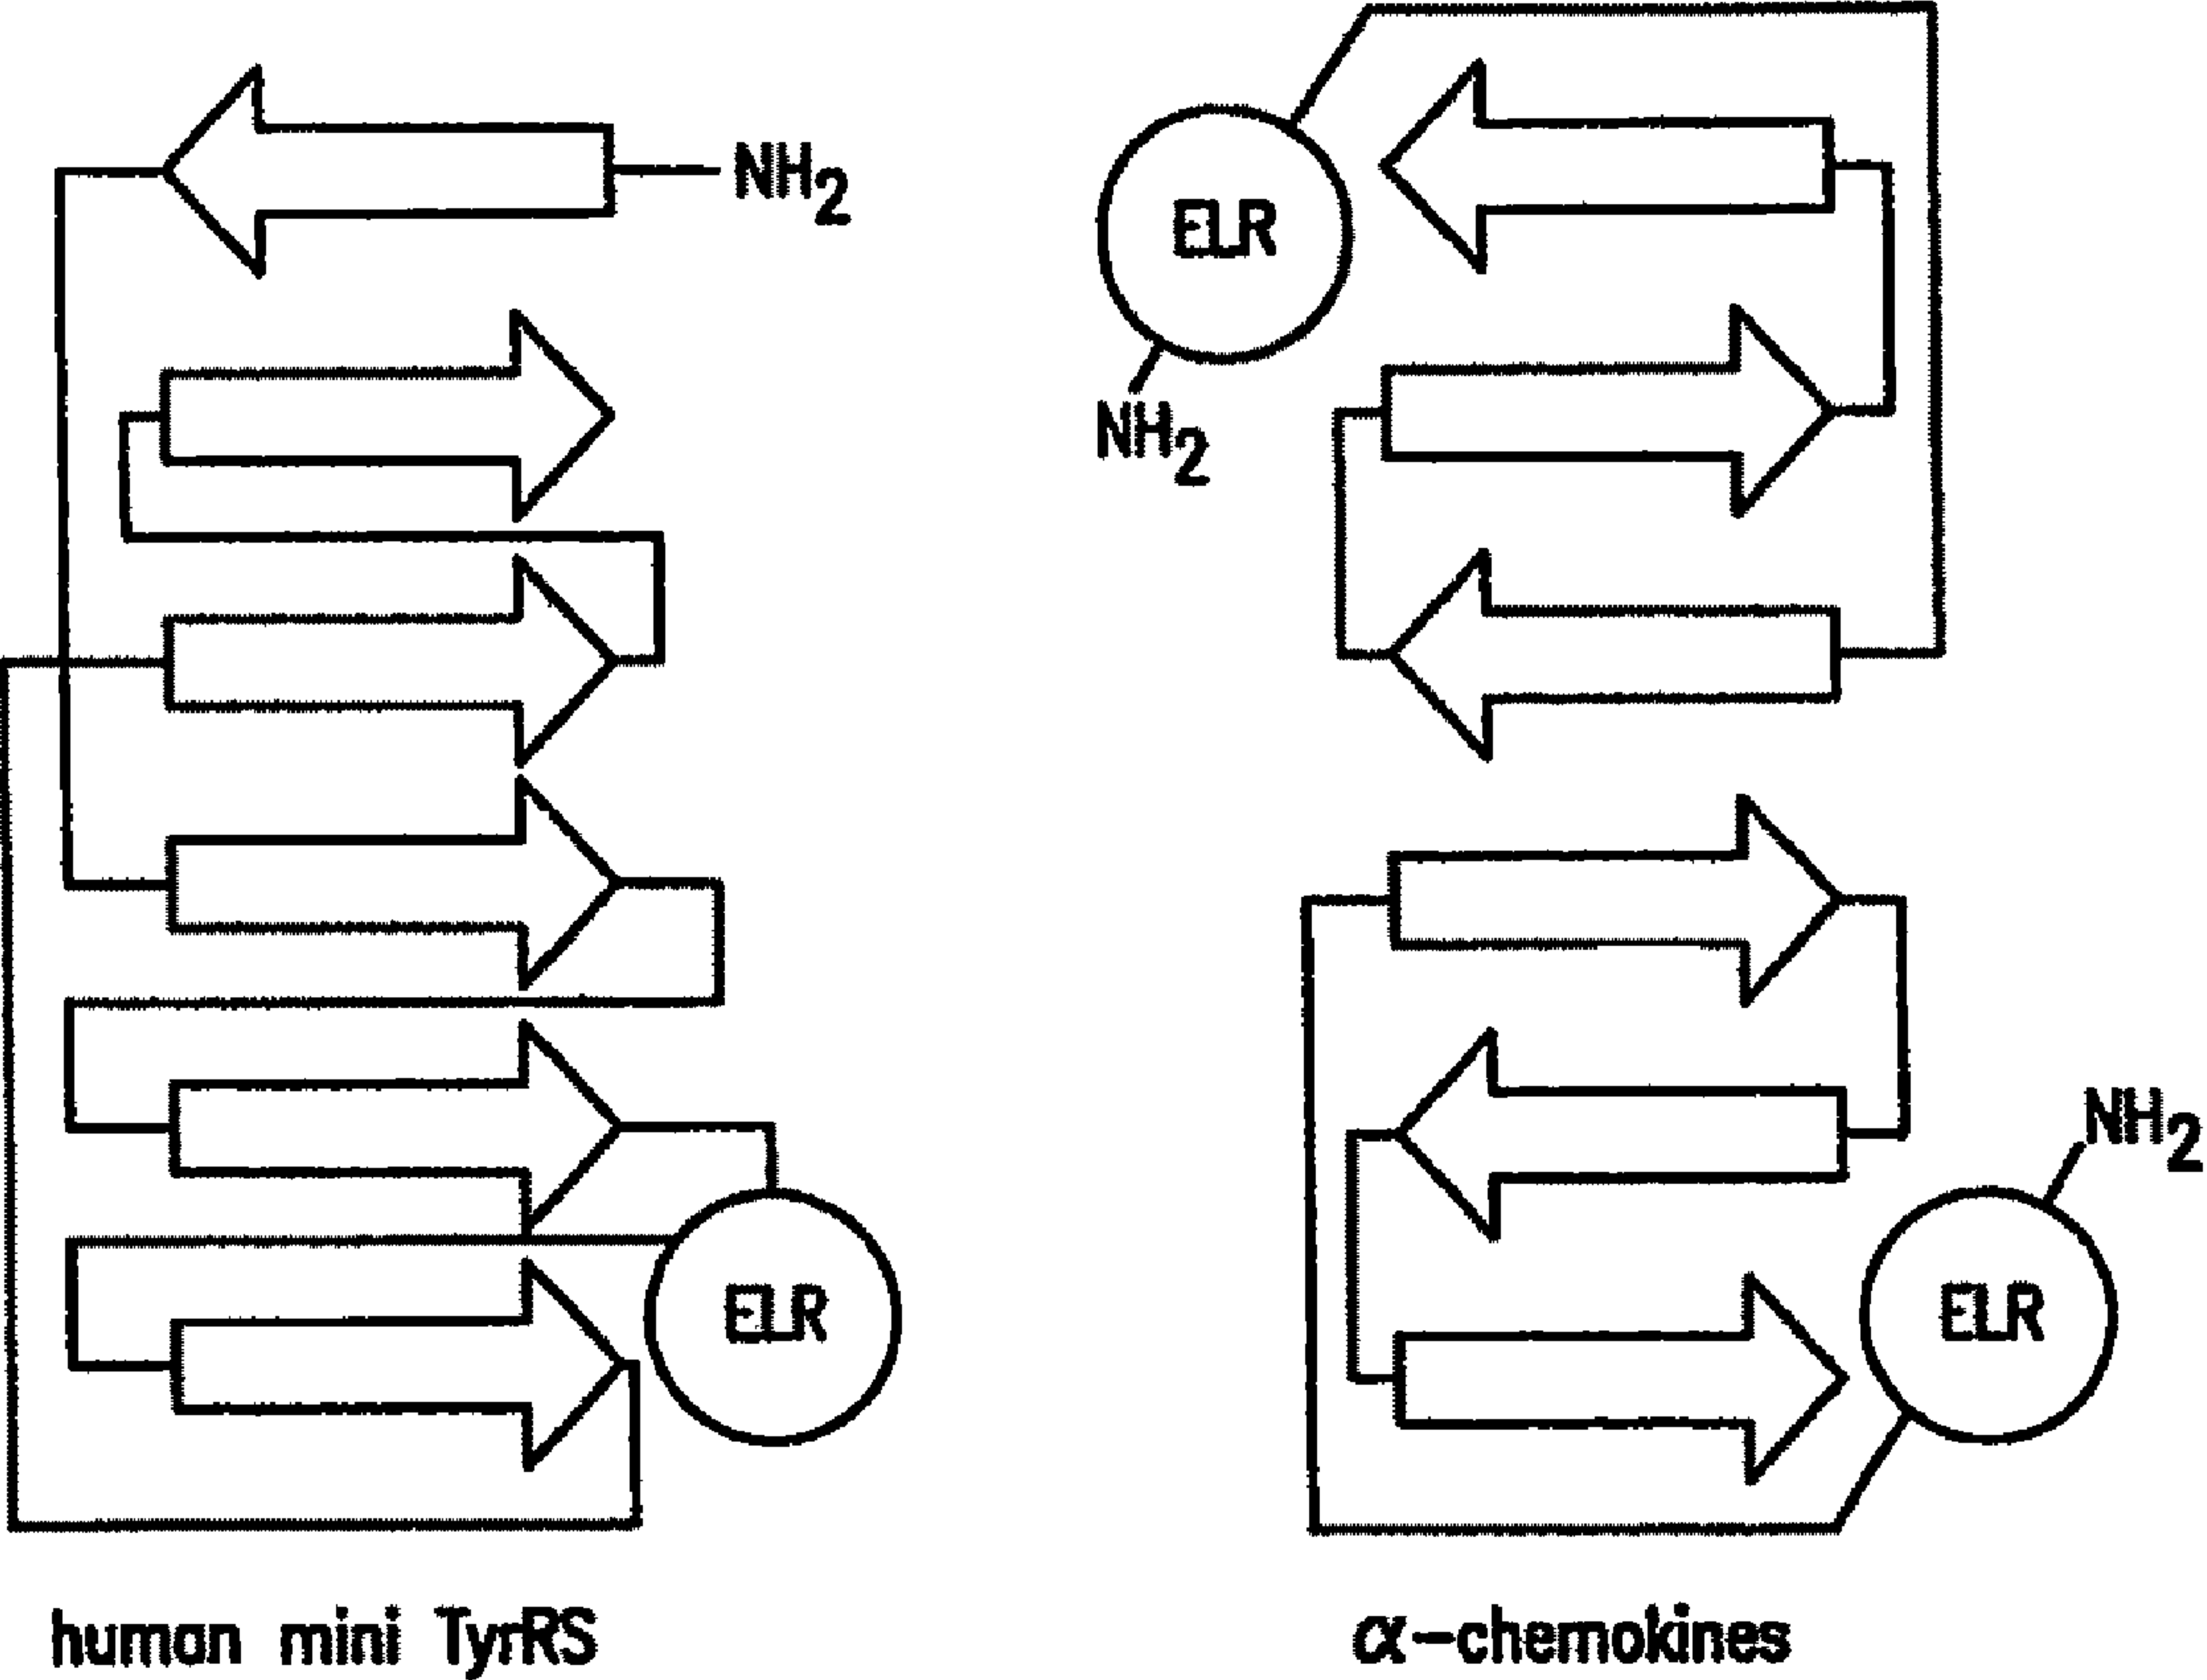 NH2
ELR
NH2
NH2
ELR
ELR
human mini TyrRS
α-chemokines